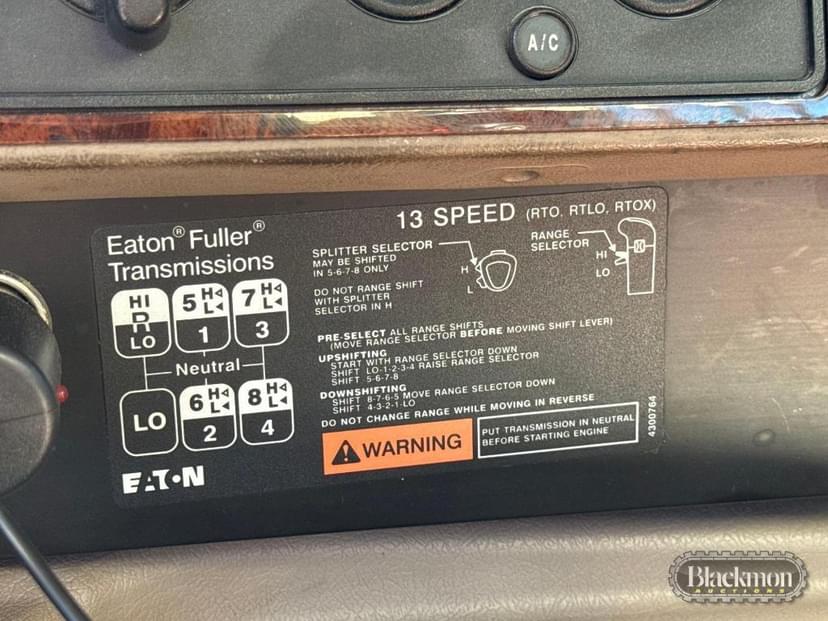 A/C
13 SPEED (RTO, RTLO, RTOX)
Eaton® Fuller®
Transmissions
HI
R
LO
5 H L
1
7 H L
3
Neutral
LO
6 H L
2
8 H L
4
EATON
SPLITTER SELECTOR
MAY BE SHIFTED
IN 5-6-7-8 ONLY
H
L
RANGE
SELECTOR
HI
LO
DO NOT RANGE SHIFT
WITH SPLITTER
SELECTOR IN H
PRE-SELECT ALL RANGE SHIFTS
(MOVE RANGE SELECTOR BEFORE MOVING SHIFT LEVER)
UPSHIFTING
START WITH RANGE SELECTOR DOWN
SHIFT LO-1-2-3-4 RAISE RANGE SELECTOR
SHIFT 5-6-7-8
DOWNSHIFTING
SHIFT 8-7-6-5 MOVE RANGE SELECTOR DOWN
SHIFT 4-3-2-1-LO
DO NOT CHANGE RANGE WHILE MOVING IN REVERSE
WARNING
PUT TRANSMISSION IN NEUTRAL
BEFORE STARTING ENGINE
4300764
Blackmon
AUCTIONS